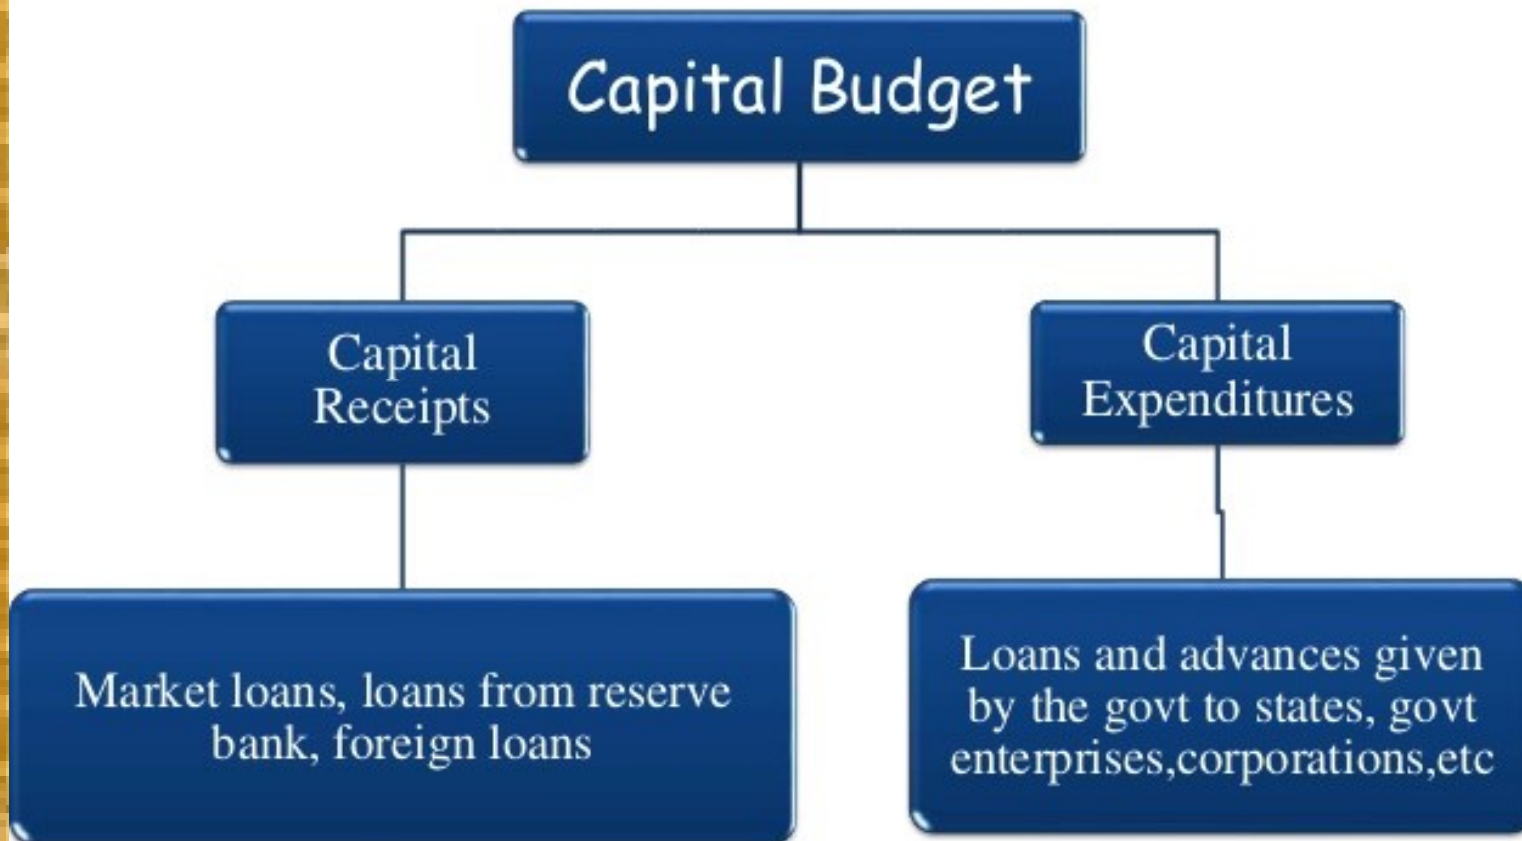 Capital Budget
Capital
Receipts
Capital
Expenditures
Market loans, loans from reserve
bank, foreign loans
Loans and advances given
by the govt to states, govt
enterprises,corporations,etc